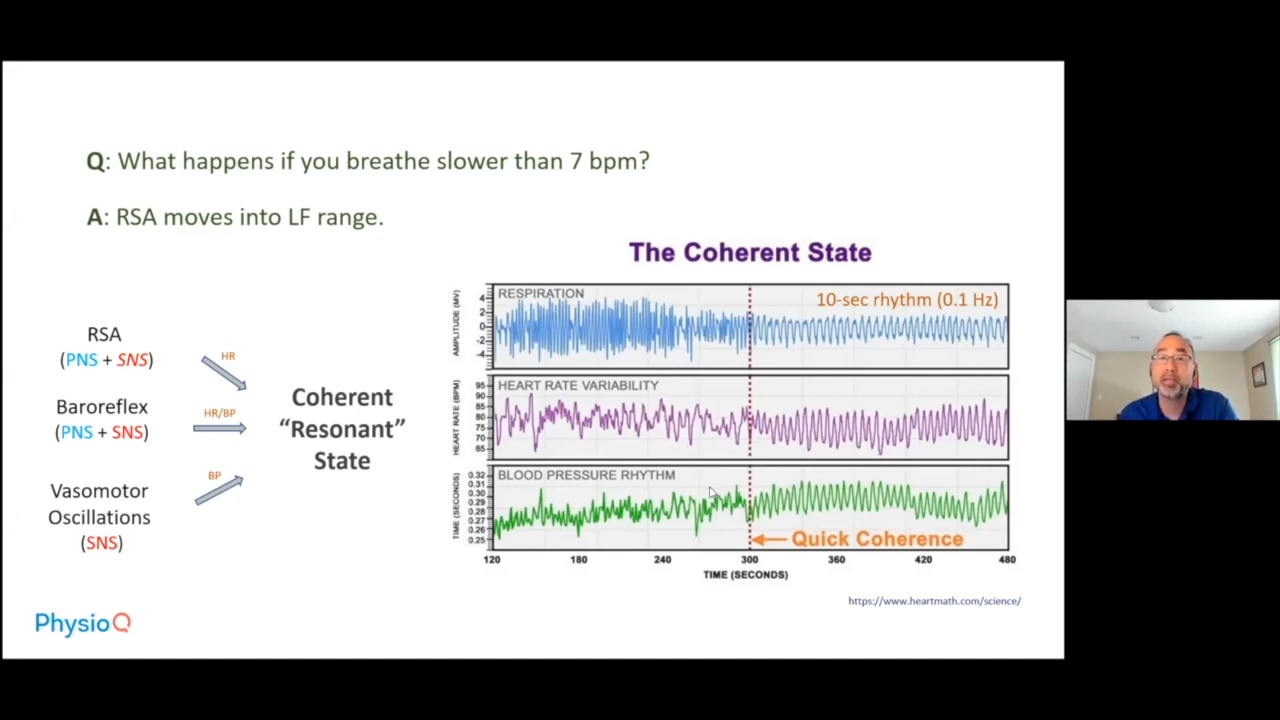 Q: What happens if you breathe slower than 7 bpm?
A: RSA moves into LF range.
The Coherent State
RSA
(PNS + SNS)
HR
Baroreflex
(PNS + SNS)
HR/BP
Vasomotor
Oscillations
(SNS)
BP
Coherent
“Resonant”
State
RESPIRATION
10-sec rhythm (0.1 Hz)
AMPLITUDE (MV)
4
2
0
-2
-4
HEART RATE VARIABILITY
HEART RATE (BPM)
95
90
85
80
75
70
65
BLOOD PRESSURE RHYTHM
TIME (SECONDS)
0.32
0.31
0.30
0.29
0.28
0.27
0.26
0.25
Quick Coherence
120 180 240 300 360 420 480
TIME (SECONDS)
https://www.heartmath.com/science/
PhysioQ